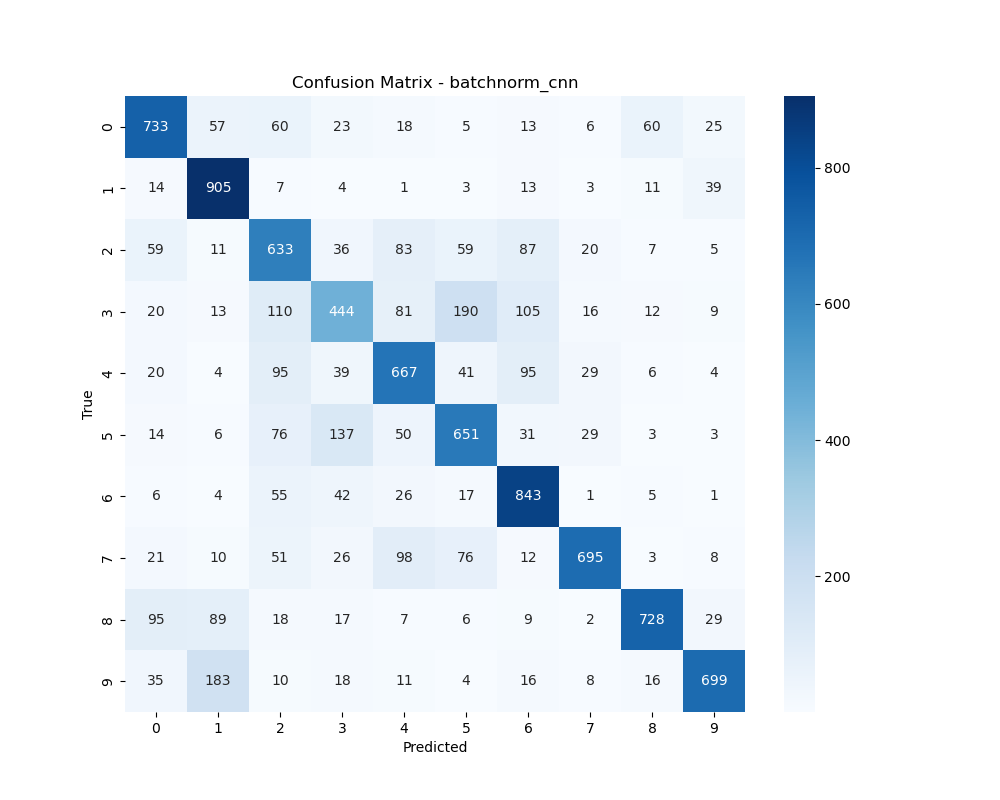 Confusion Matrix - batchnorm_cnn
0 733 57 60 23 18 5 13 6 60 25
1 14 905 7 4 1 3 13 3 11 39
2 59 11 633 36 83 59 87 20 7 5
3 20 13 110 444 81 190 105 16 12 9
4 20 4 95 39 667 41 95 29 6 4
5 14 6 76 137 50 651 31 29 3 3
6 6 4 55 42 26 17 843 1 5 1
7 21 10 51 26 98 76 12 695 3 8
8 95 89 18 17 7 6 9 2 728 29
9 35 183 10 18 11 4 16 8 16 699
0 1 2 3 4 5 6 7 8 9
Predicted
True
800
600
400
200